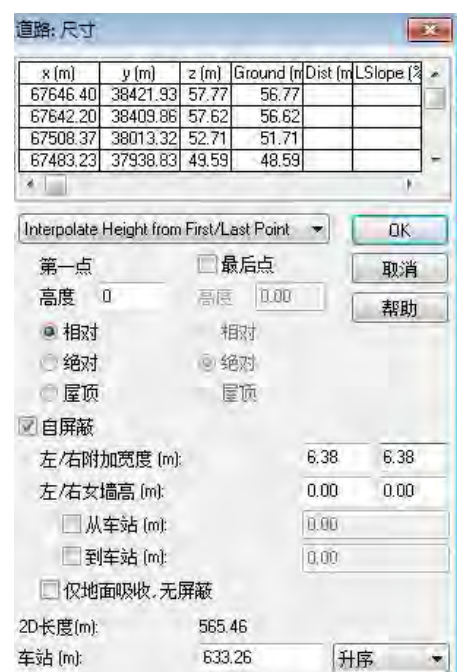 道路: 尺寸
x (m) y (m) z (m) Ground (m Dist (m LSlope (%
67646.40 38421.93 57.77 56.77
67642.20 38409.86 57.62 56.62
67508.37 38013.32 52.71 51.71
67483.23 37938.83 49.59 48.59
Interpolate Height from First/Last Point OK
第一点 最后点 取消
高度 0 高度 0.00 帮助
相对 相对
绝对 绝对
屋顶 屋顶
自屏蔽
左/右附加宽度 (m): 6.38 6.38
左/右女墙高 (m): 0.00 0.00
从车站 (m): 0.00
到车站 (m): 0.00
仅地面吸收,无屏蔽
2D长度(m): 565.46
车站 (m): 633.26 升序